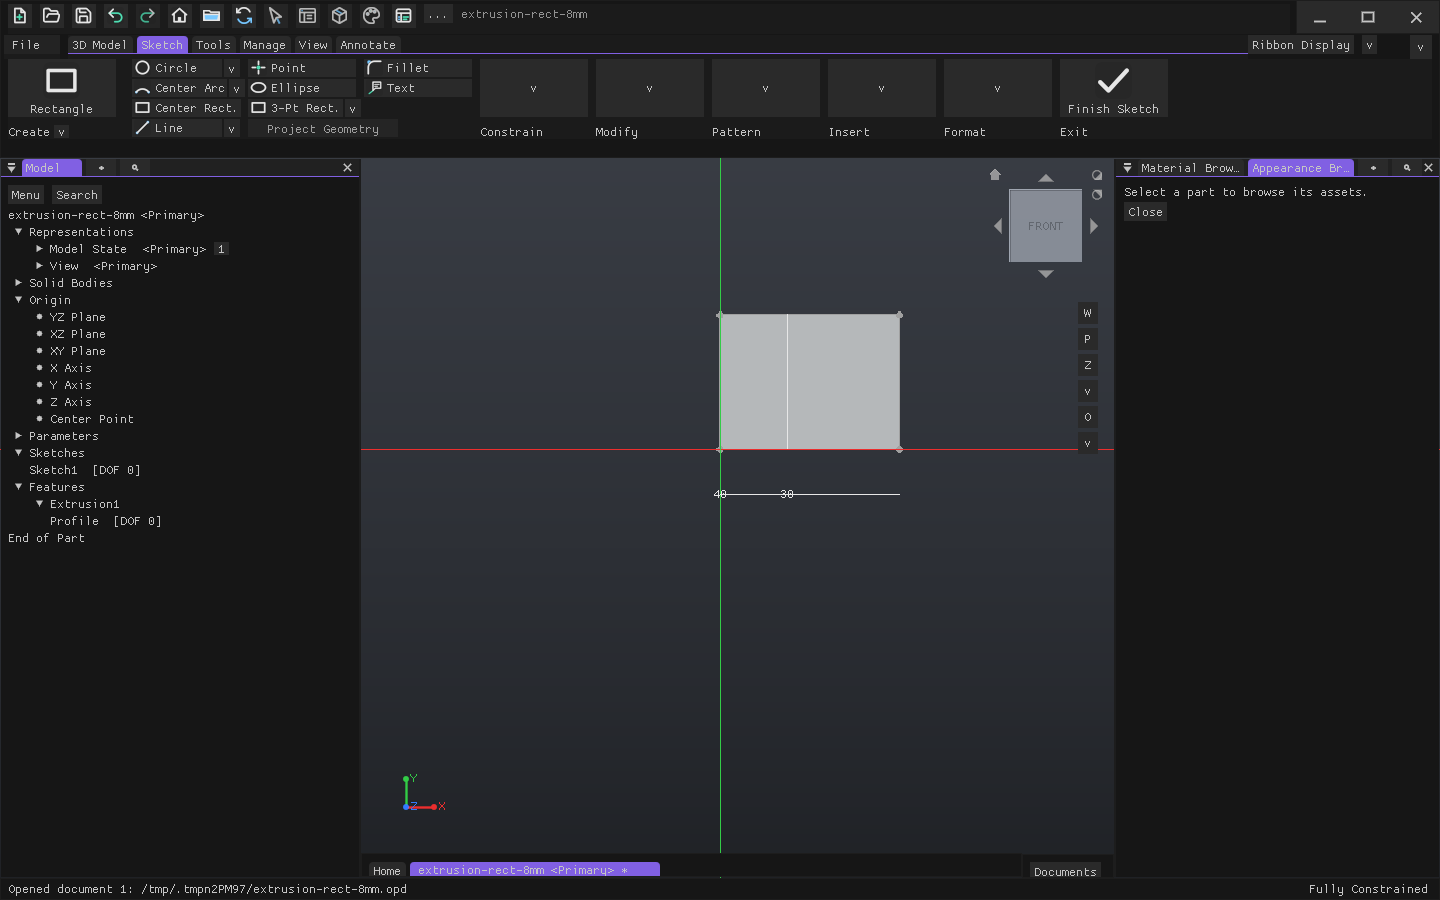 ... extrusion-rect-8mm
File 3D Model Sketch Tools Manage View Annotate Ribbon Display v v
Rectangle
Create v
Circle v
Center Arc v
Center Rect.
Line v
Point
Ellipse
3-Pt Rect. v
Project Geometry
Fillet
Text
v v v v v
Constrain Modify Pattern Insert Format
Finish Sketch
Exit
Model
Menu Search
extrusion-rect-8mm <Primary>
Representations
Model State <Primary> 1
View <Primary>
Solid Bodies
Origin
YZ Plane
XZ Plane
XY Plane
X Axis
Y Axis
Z Axis
Center Point
Parameters
Sketches
Sketch1 [DOF 0]
Features
Extrusion1
Profile [DOF 0]
End of Part
FRONT
W
P
Z
v
O
v
40 30
Y
Z X
Material Brow… Appearance Br…
Select a part to browse its assets.
Close
Home extrusion-rect-8mm <Primary> * Documents
Opened document 1: /tmp/.tmpn2PM97/extrusion-rect-8mm.opd Fully Constrained